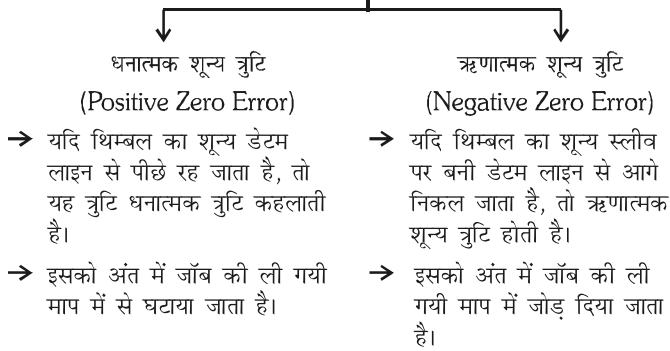 धनात्मक शून्य त्रुटि
(Positive Zero Error)
→ यदि थिम्बल का शून्य डेटम
लाइन से पीछे रह जाता है, तो
यह त्रुटि धनात्मक त्रुटि कहलाती
है।
→ इसको अंत में जॉब की ली गयी
माप में से घटाया जाता है।
ऋणात्मक शून्य त्रुटि
(Negative Zero Error)
→ यदि थिम्बल का शून्य स्लीव
पर बनी डेटम लाइन से आगे
निकल जाता है, तो ऋणात्मक
शून्य त्रुटि होती है।
→ इसको अंत में जॉब की ली
गयी माप में जोड़ दिया जाता
है।